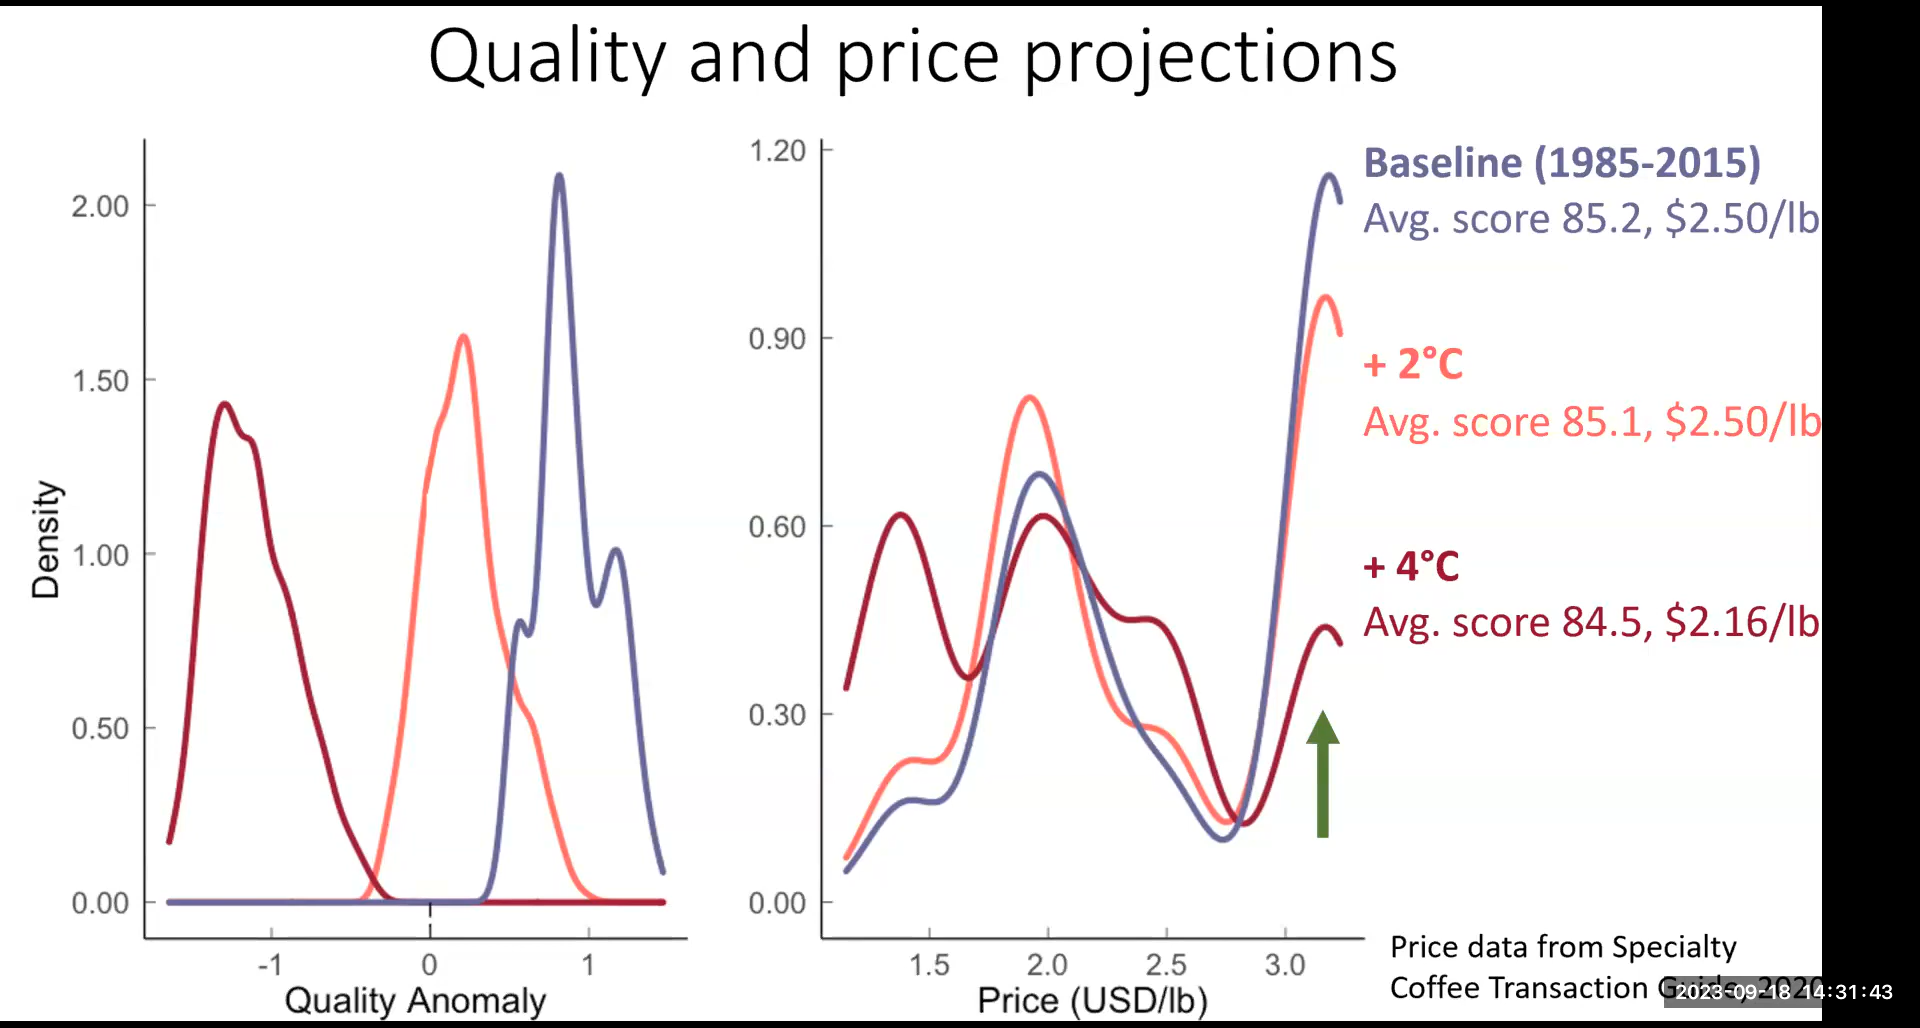 Quality and price projections
2.00
1.50
1.00
0.50
0.00
Density
-1
0
1
Quality Anomaly
1.20
0.90
0.60
0.30
0.00
1.5
2.0
2.5
3.0
Price (USD/lb)
Baseline (1985-2015)
Avg. score 85.2, $2.50/lb
+ 2°C
Avg. score 85.1, $2.50/lb
+ 4°C
Avg. score 84.5, $2.16/lb
Price data from Specialty
Coffee Transaction Guide, 2020
2023-09-18 14:31:43